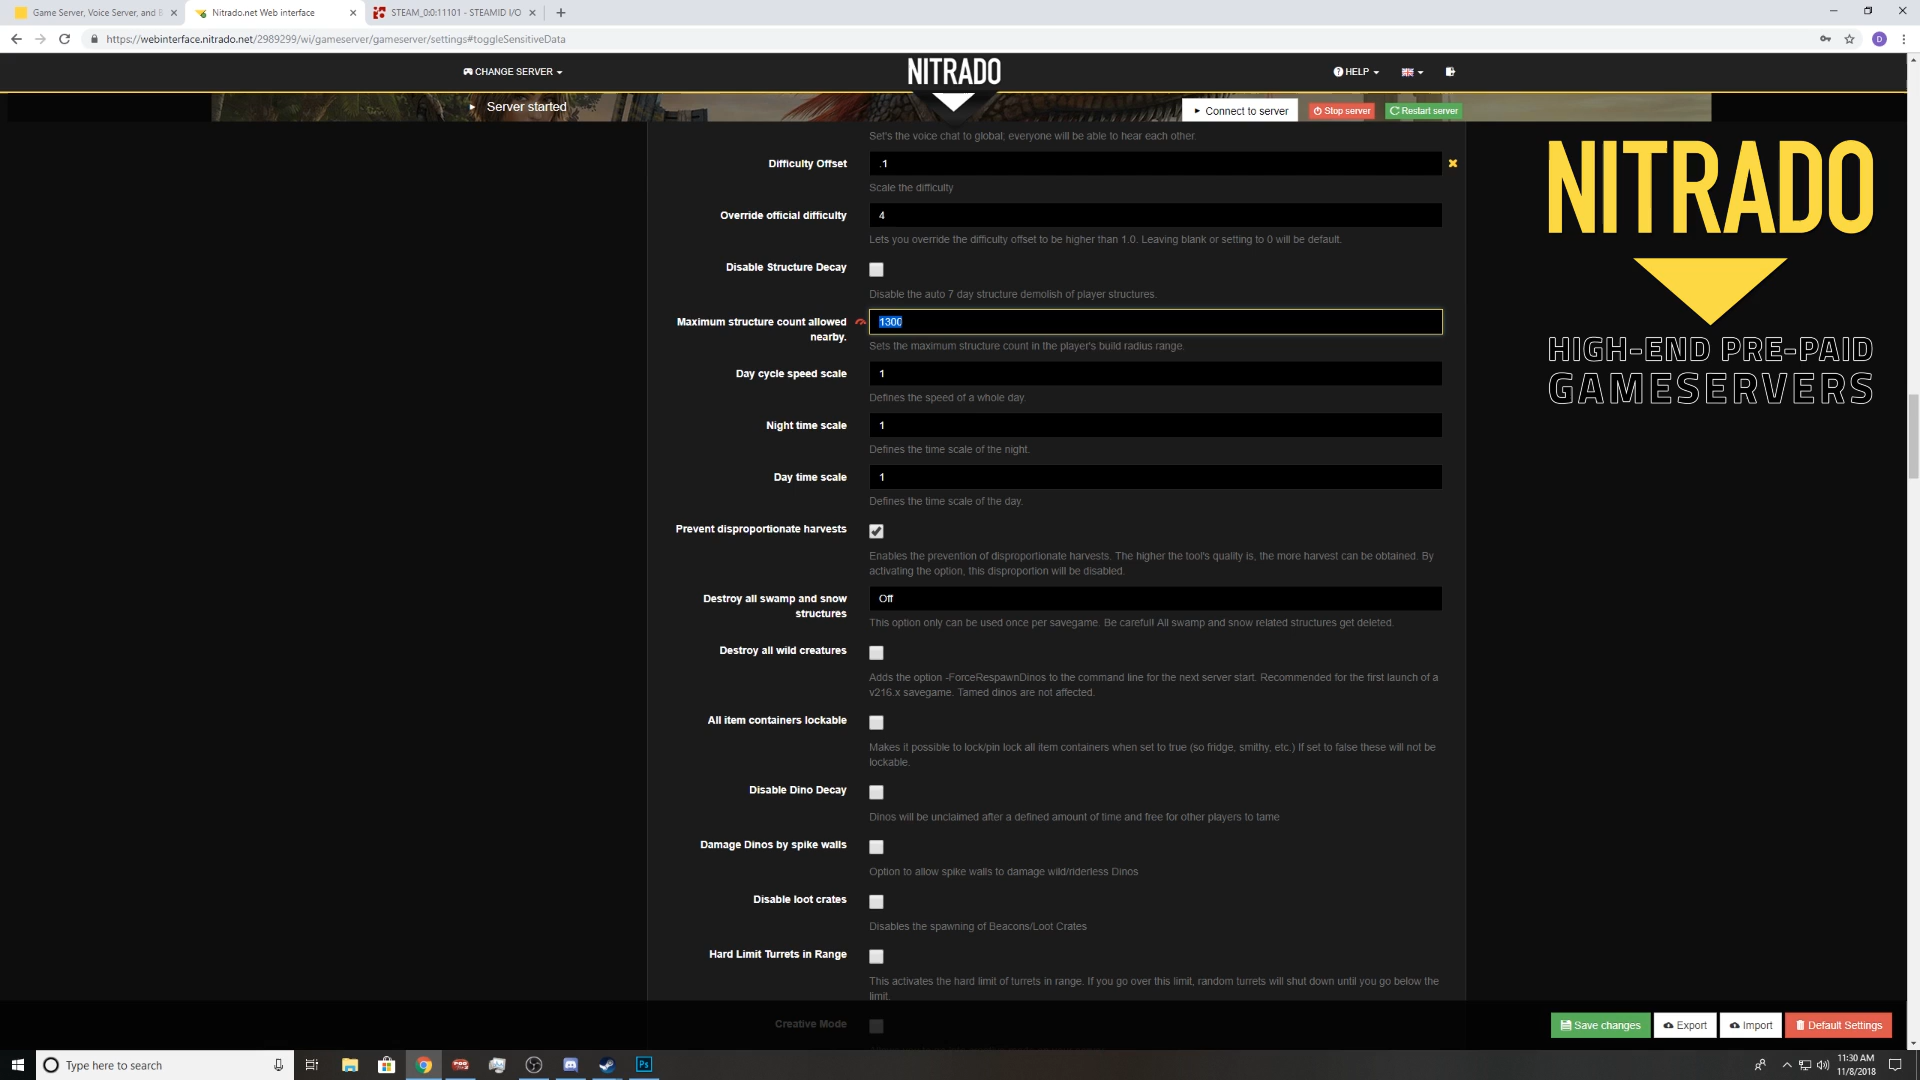 Game Server, Voice Server, and B
Nitrado.net Web interface
STEAM_0:0:11101 - STEAMID I/O
https://webinterface.nitrado.net/2989299/wi/gameserver/gameserver/settings#toggleSensitiveData
D
CHANGE SERVER
NITRADO
HELP
Server started
Connect to server
Stop server
Restart server
Set's the voice chat to global, everyone will be able to hear each other.
Difficulty Offset
.1
Scale the difficulty
Override official difficulty
4
Lets you override the difficulty offset to be higher than 1.0. Leaving blank or setting to 0 will be default.
Disable Structure Decay
Disable the auto 7 day structure demolish of player structures.
Maximum structure count allowed
nearby.
1300
Sets the maximum structure count in the player's build radius range.
Day cycle speed scale
1
Defines the speed of a whole day.
Night time scale
1
Defines the time scale of the night.
Day time scale
1
Defines the time scale of the day.
Prevent disproportionate harvests
Enables the prevention of disproportionate harvests. The higher the tool's quality is, the more harvest can be obtained. By
activating the option, this disproportion will be disabled.
Destroy all swamp and snow
structures
Off
This option only can be used once per savegame. Be careful! All swamp and snow related structures get deleted.
Destroy all wild creatures
Adds the option -ForceRespawnDinos to the command line for the next server start. Recommended for the first launch of a
v216.x savegame. Tamed dinos are not affected.
All item containers lockable
Makes it possible to lock/pin lock all item containers when set to true (so fridge, smithy, etc.) If set to false these will not be
lockable.
Disable Dino Decay
Dinos will be unclaimed after a defined amount of time and free for other players to tame
Damage Dinos by spike walls
Option to allow spike walls to damage wild/riderless Dinos
Disable loot crates
Disables the spawning of Beacons/Loot Crates
Hard Limit Turrets in Range
This activates the hard limit of turrets in range. If you go over this limit, random turrets will shut down until you go below the
limit.
Creative Mode
NITRADO
HIGH-END PRE-PAID
GAMESERVERS
Save changes
Export
Import
Default Settings
Type here to search
Ps
11:30 AM
11/8/2018